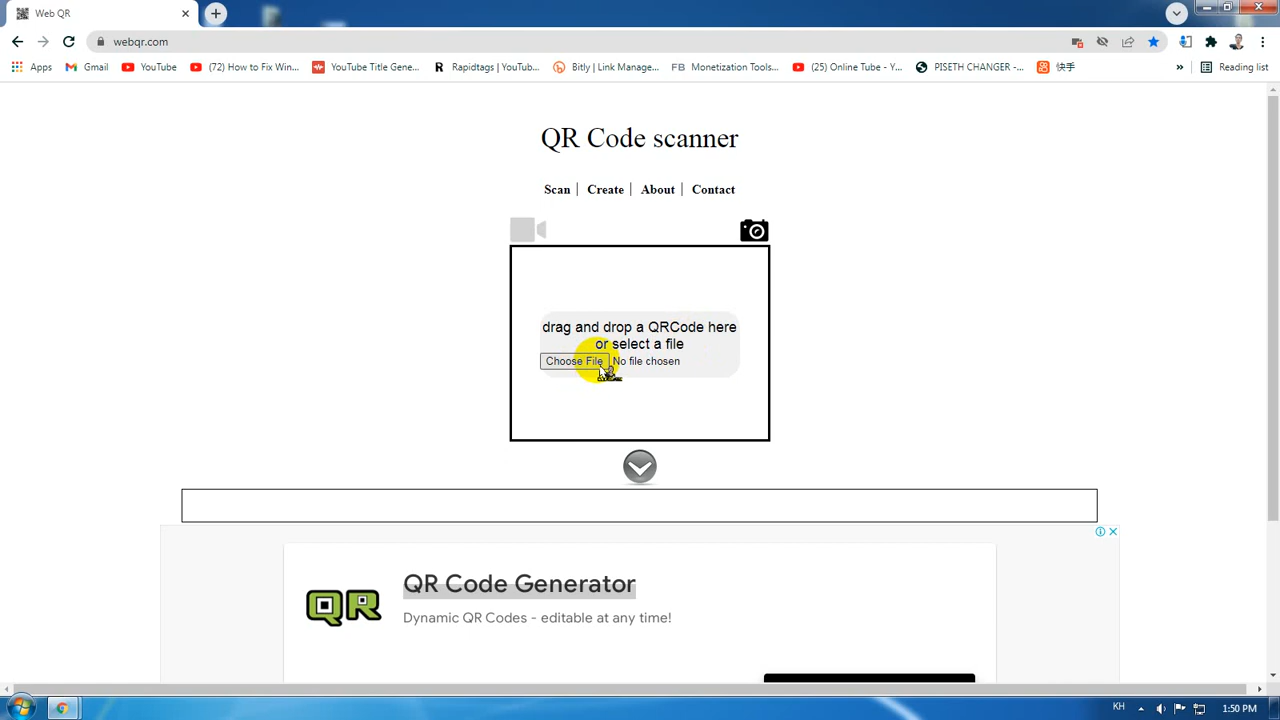 Web QR
webqr.com
Apps
Gmail
YouTube
(72) How to Fix Win...
YouTube Title Gene...
R Rapidtags | YouTub...
Bitly | Link Manage...
FB Monetization Tools...
(25) Online Tube - Y...
PISETH CHANGER -...
快手
»
Reading list
QR Code scanner
Scan| Create| About| Contact
drag and drop a QRCode here
or select a file
Choose File No file chosen
QR Code Generator
QR
Dynamic QR Codes - editable at any time!
KH
1:50 PM